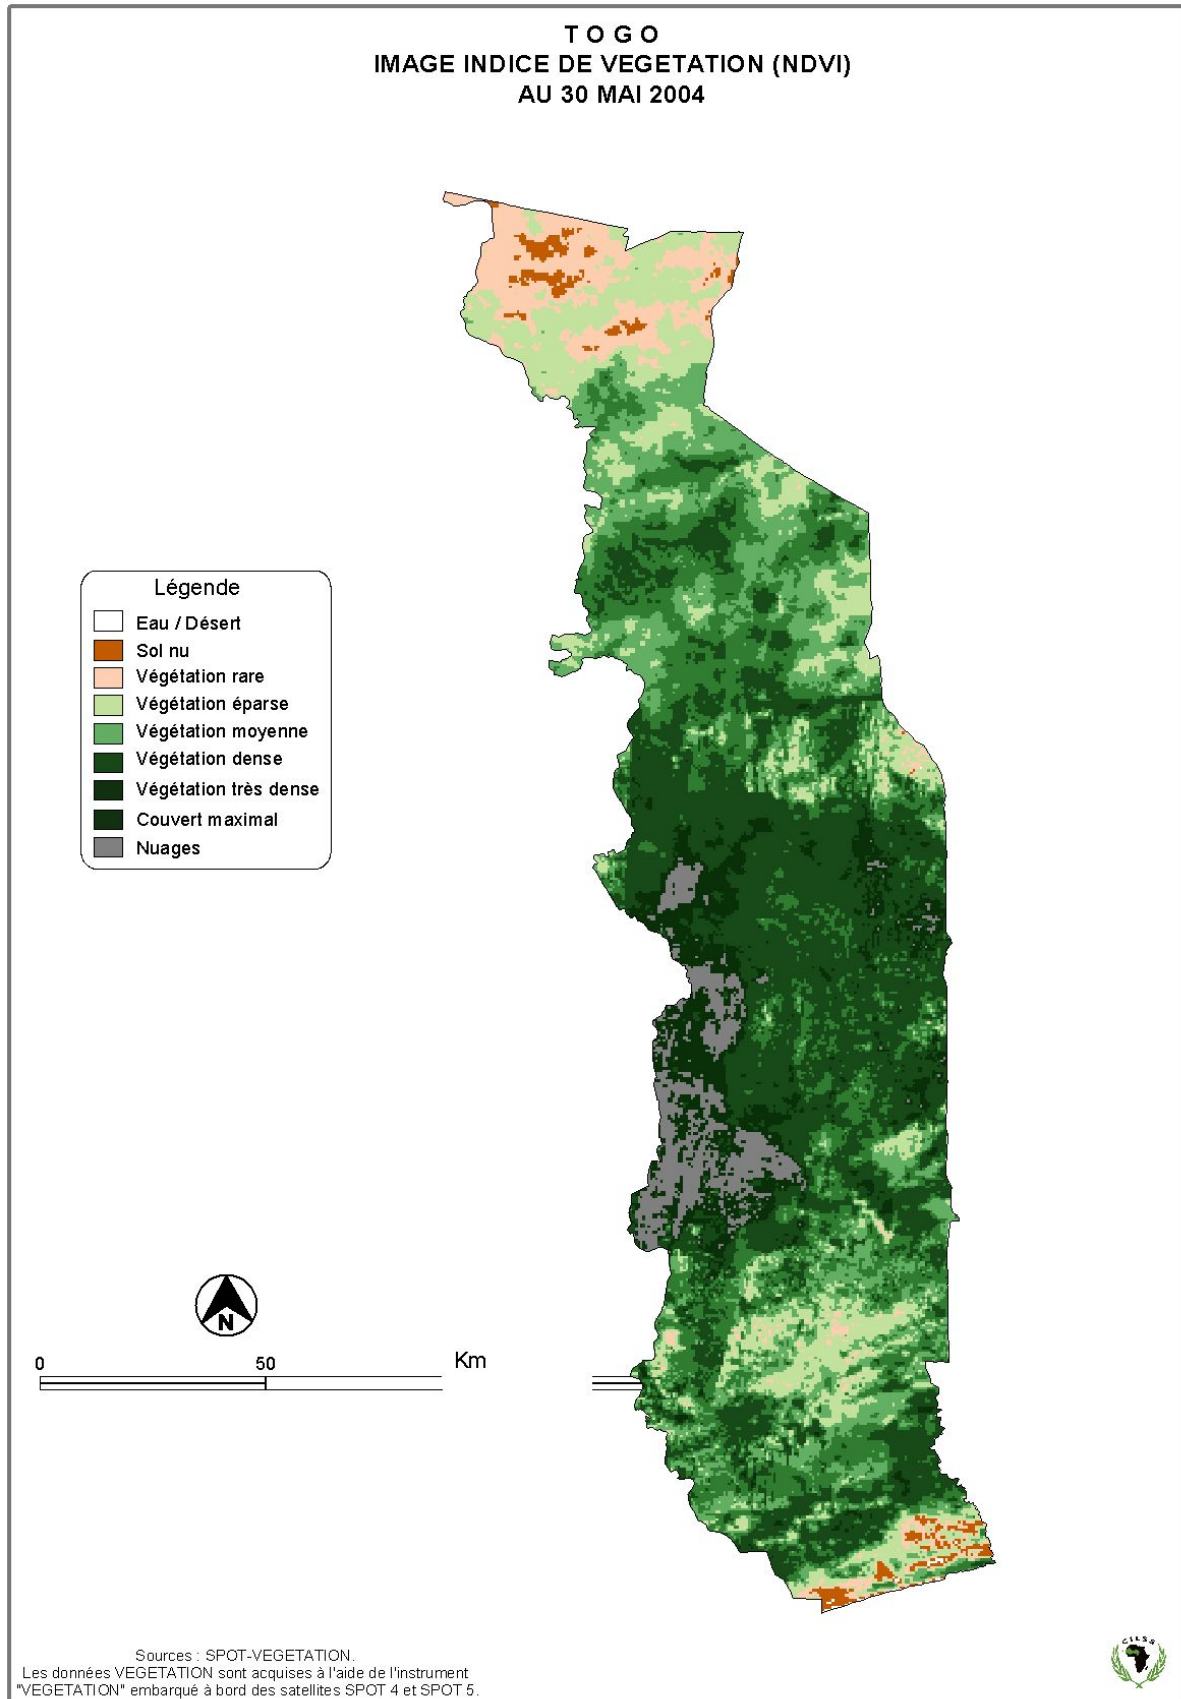 T O G O
IMAGE INDICE DE VEGETATION (NDVI)
AU 30 MAI 2004
Légende
Eau / Désert
Sol nu
Végétation rare
Végétation éparse
Végétation moyenne
Végétation dense
Végétation très dense
Couvert maximal
Nuages
N
0 50 Km
Sources : SPOT-VEGETATION.
Les données VEGETATION sont acquises à l'aide de l'instrument
"VEGETATION" embarqué à bord des satellites SPOT 4 et SPOT 5.
CILSS